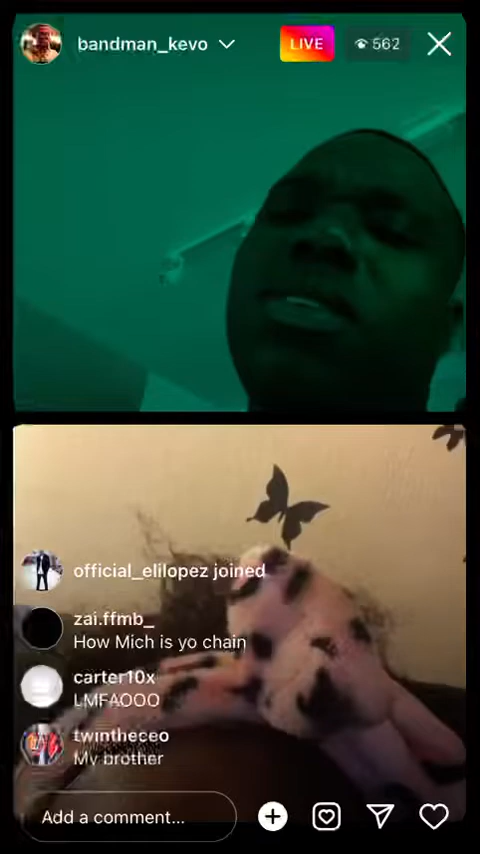 bandman_kevo
LIVE
562
official_elilopez joined
zai.ffmb_
How Mich is yo chain
carter10x
LMFAOOO
twintheceo
My brother
Add a comment...